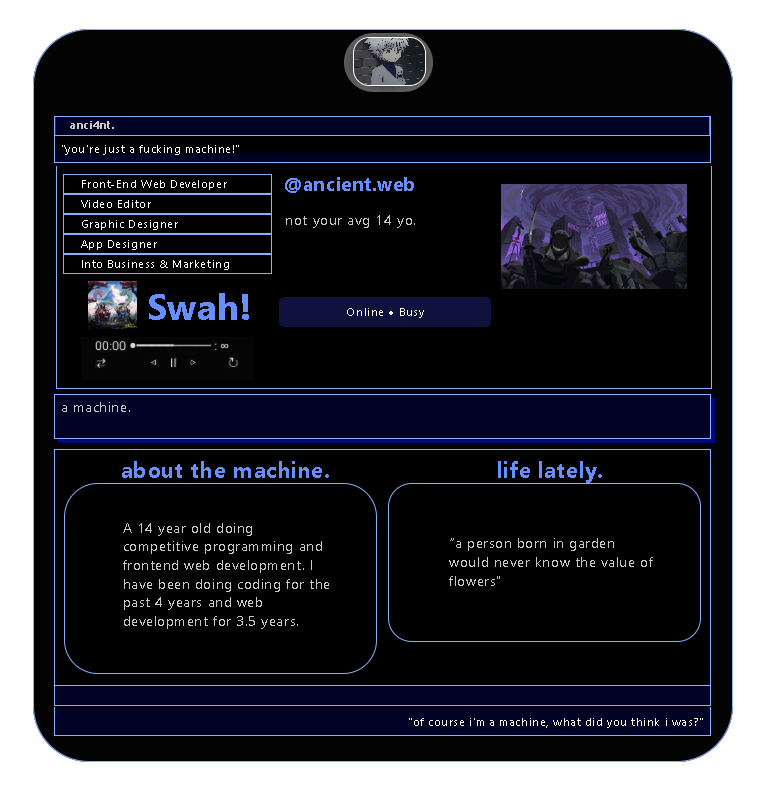 anci4nt.
"you're just a fucking machine!"
Front-End Web Developer
Video Editor
Graphic Designer
App Designer
Into Business & Marketing
@ancient.web
not your avg 14 yo.
Swah!
Online • Busy
00:00
: ∞
a machine.
about the machine.
A 14 year old doing
competitive programming and
frontend web development. I
have been doing coding for the
past 4 years and web
development for 3.5 years.
life lately.
"a person born in garden
would never know the value of
flowers"
"of course i'm a machine, what did you think i was?"